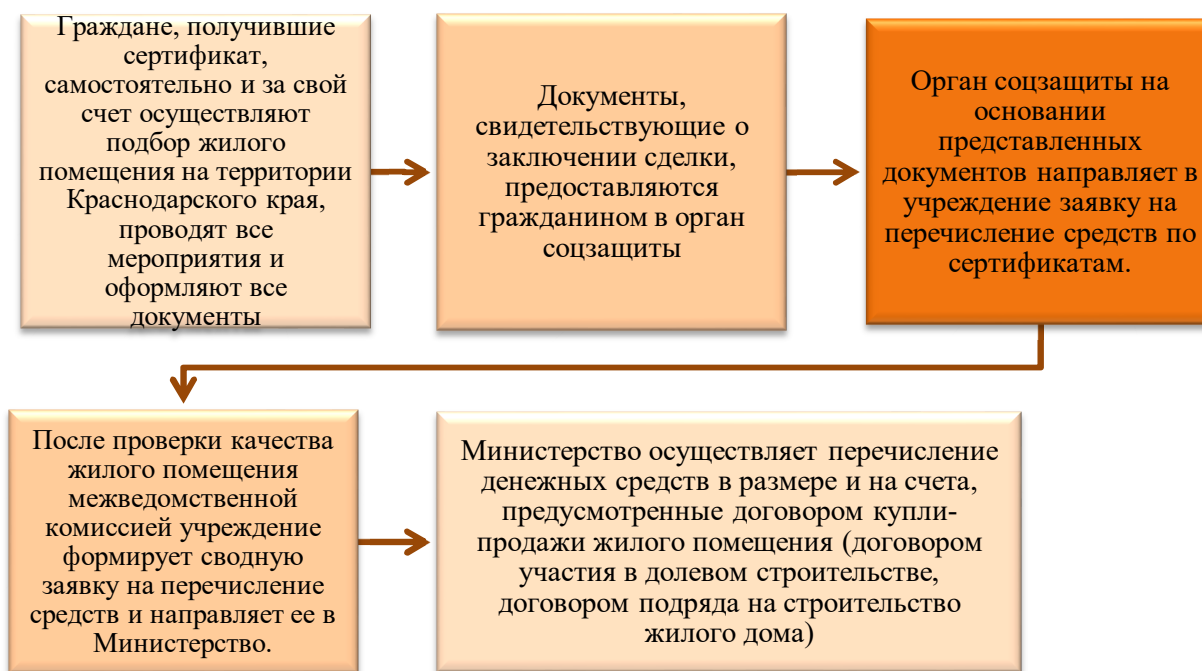 Граждане, получившие
сертификат,
самостоятельно и за свой
счет осуществляют
подбор жилого
помещения на территории
Краснодарского края,
проводят все
мероприятия и
оформляют все
документы
Документы,
свидетельствующие о
заключении сделки,
предоставляются
гражданином в орган
соцзащиты
Орган соцзащиты на
основании
представленных
документов направляет в
учреждение заявку на
перечисление средств по
сертификатам.
После проверки качества
жилого помещения
межведомственной
комиссией учреждение
формирует сводную
заявку на перечисление
средств и направляет ее в
Министерство.
Министерство осуществляет перечисление
денежных средств в размере и на счета,
предусмотренные договором купли-
продажи жилого помещения (договором
участия в долевом строительстве,
договором подряда на строительство
жилого дома)